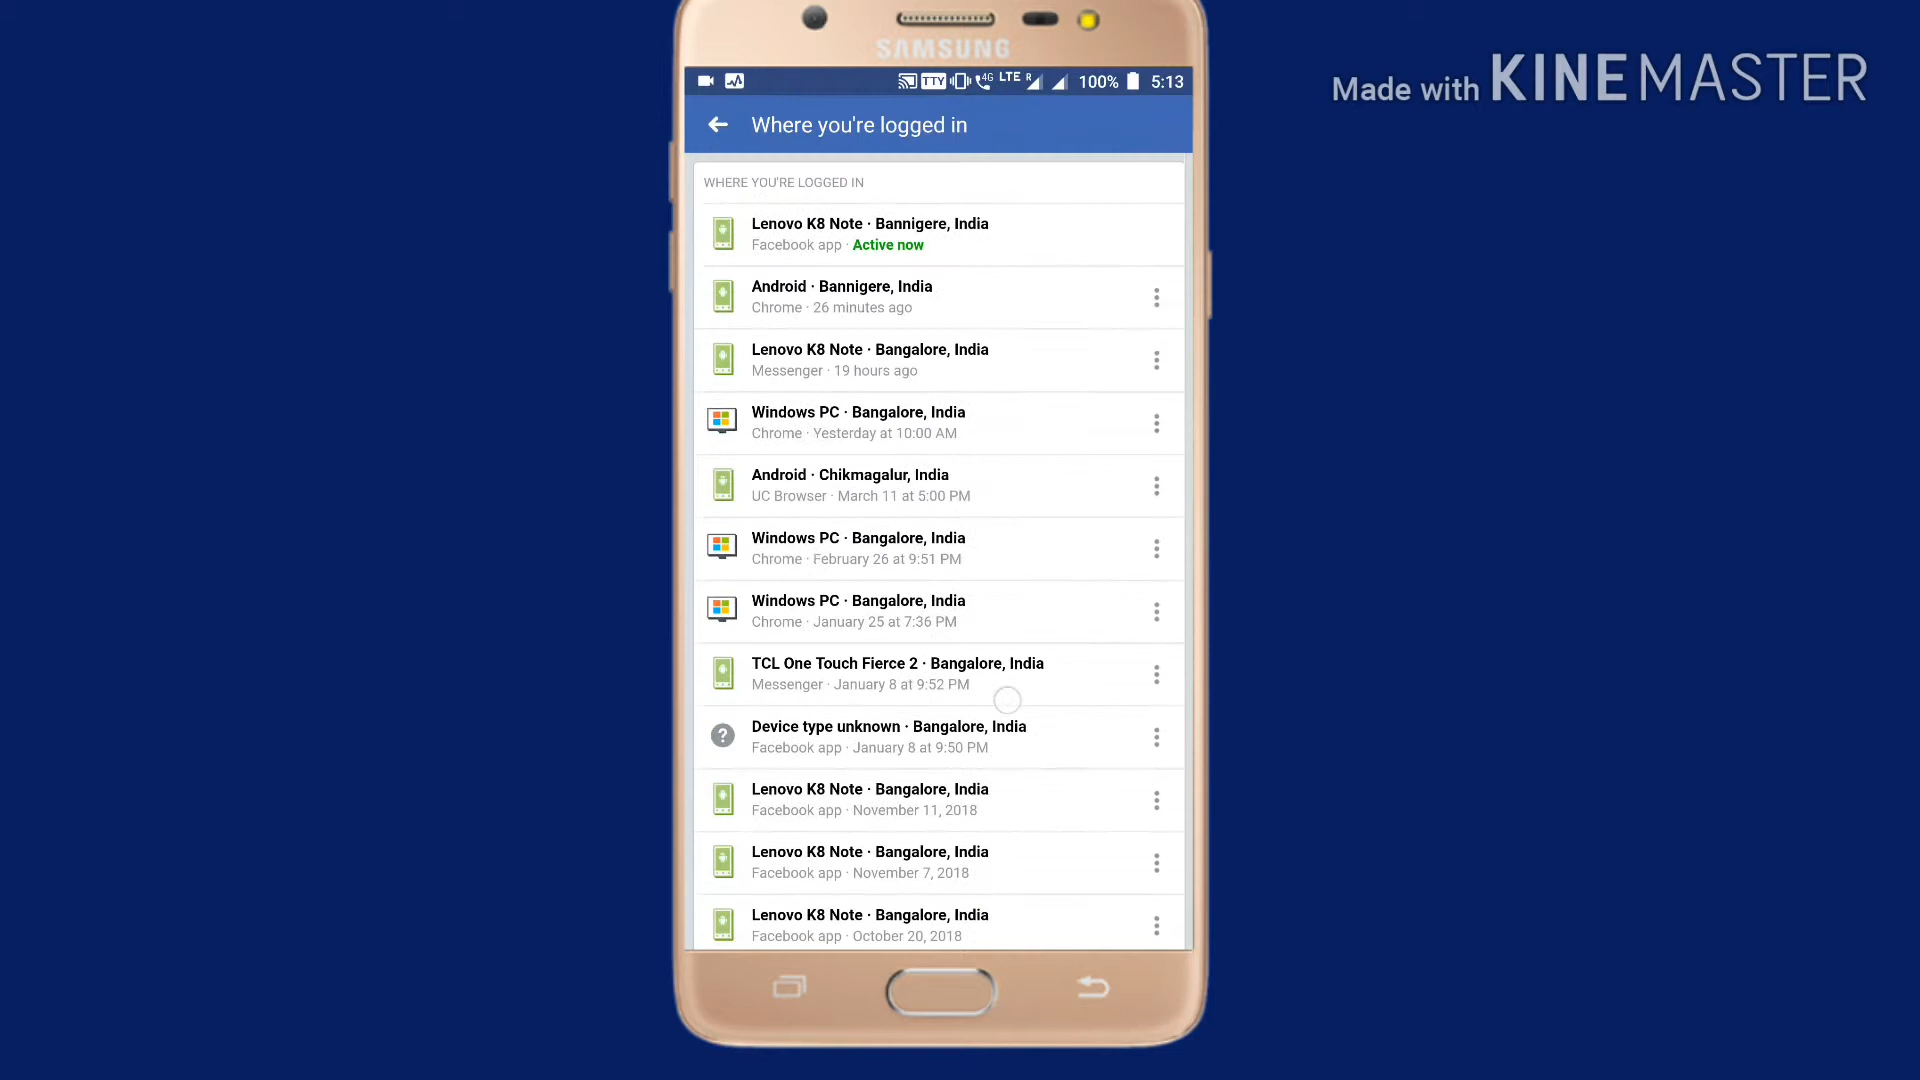 SAMSUNG
Made with KINEMASTER
TTY 4G LTE R 100% 5:13
Where you're logged in
WHERE YOU'RE LOGGED IN
Lenovo K8 Note · Bannigere, India
Facebook app · Active now
Android · Bannigere, India
Chrome · 26 minutes ago
Lenovo K8 Note · Bangalore, India
Messenger · 19 hours ago
Windows PC · Bangalore, India
Chrome · Yesterday at 10:00 AM
Android · Chikmagalur, India
UC Browser · March 11 at 5:00 PM
Windows PC · Bangalore, India
Chrome · February 26 at 9:51 PM
Windows PC · Bangalore, India
Chrome · January 25 at 7:36 PM
TCL One Touch Fierce 2 · Bangalore, India
Messenger · January 8 at 9:52 PM
? Device type unknown · Bangalore, India
Facebook app · January 8 at 9:50 PM
Lenovo K8 Note · Bangalore, India
Facebook app · November 11, 2018
Lenovo K8 Note · Bangalore, India
Facebook app · November 7, 2018
Lenovo K8 Note · Bangalore, India
Facebook app · October 20, 2018